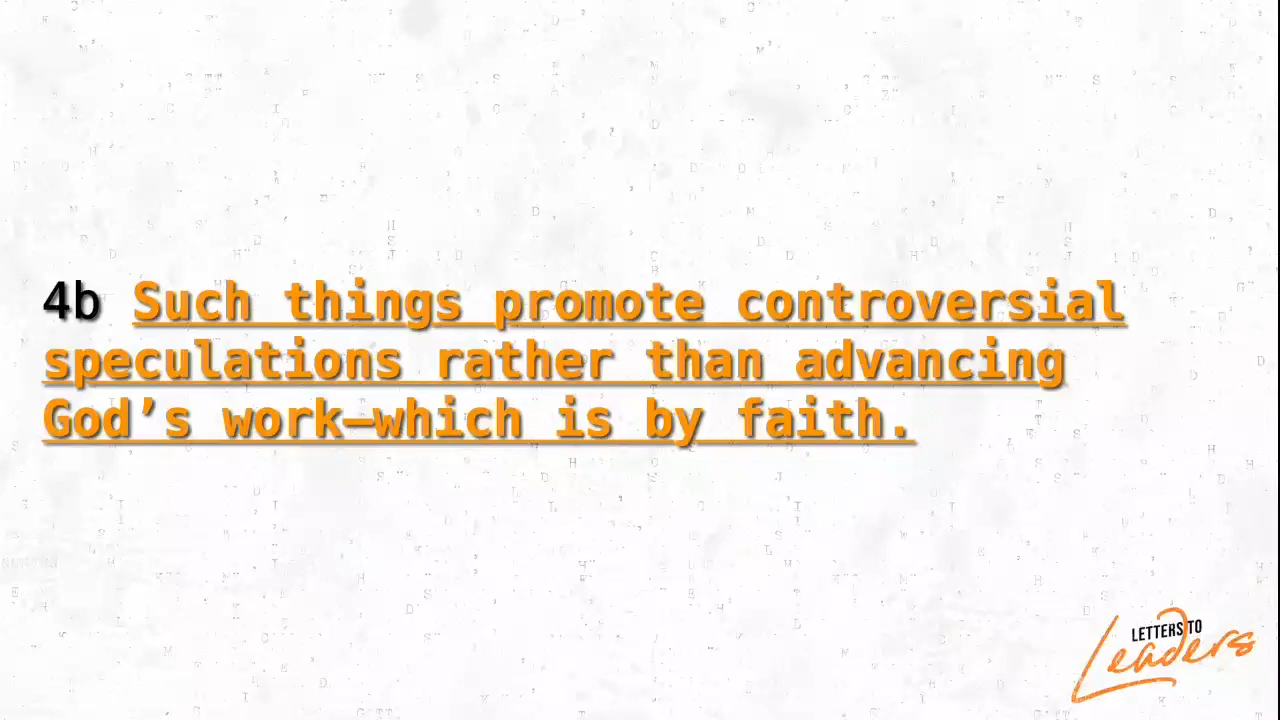 4b Such things promote controversial
speculations rather than advancing
God’s work—which is by faith.
LETTERS TO
Leaders